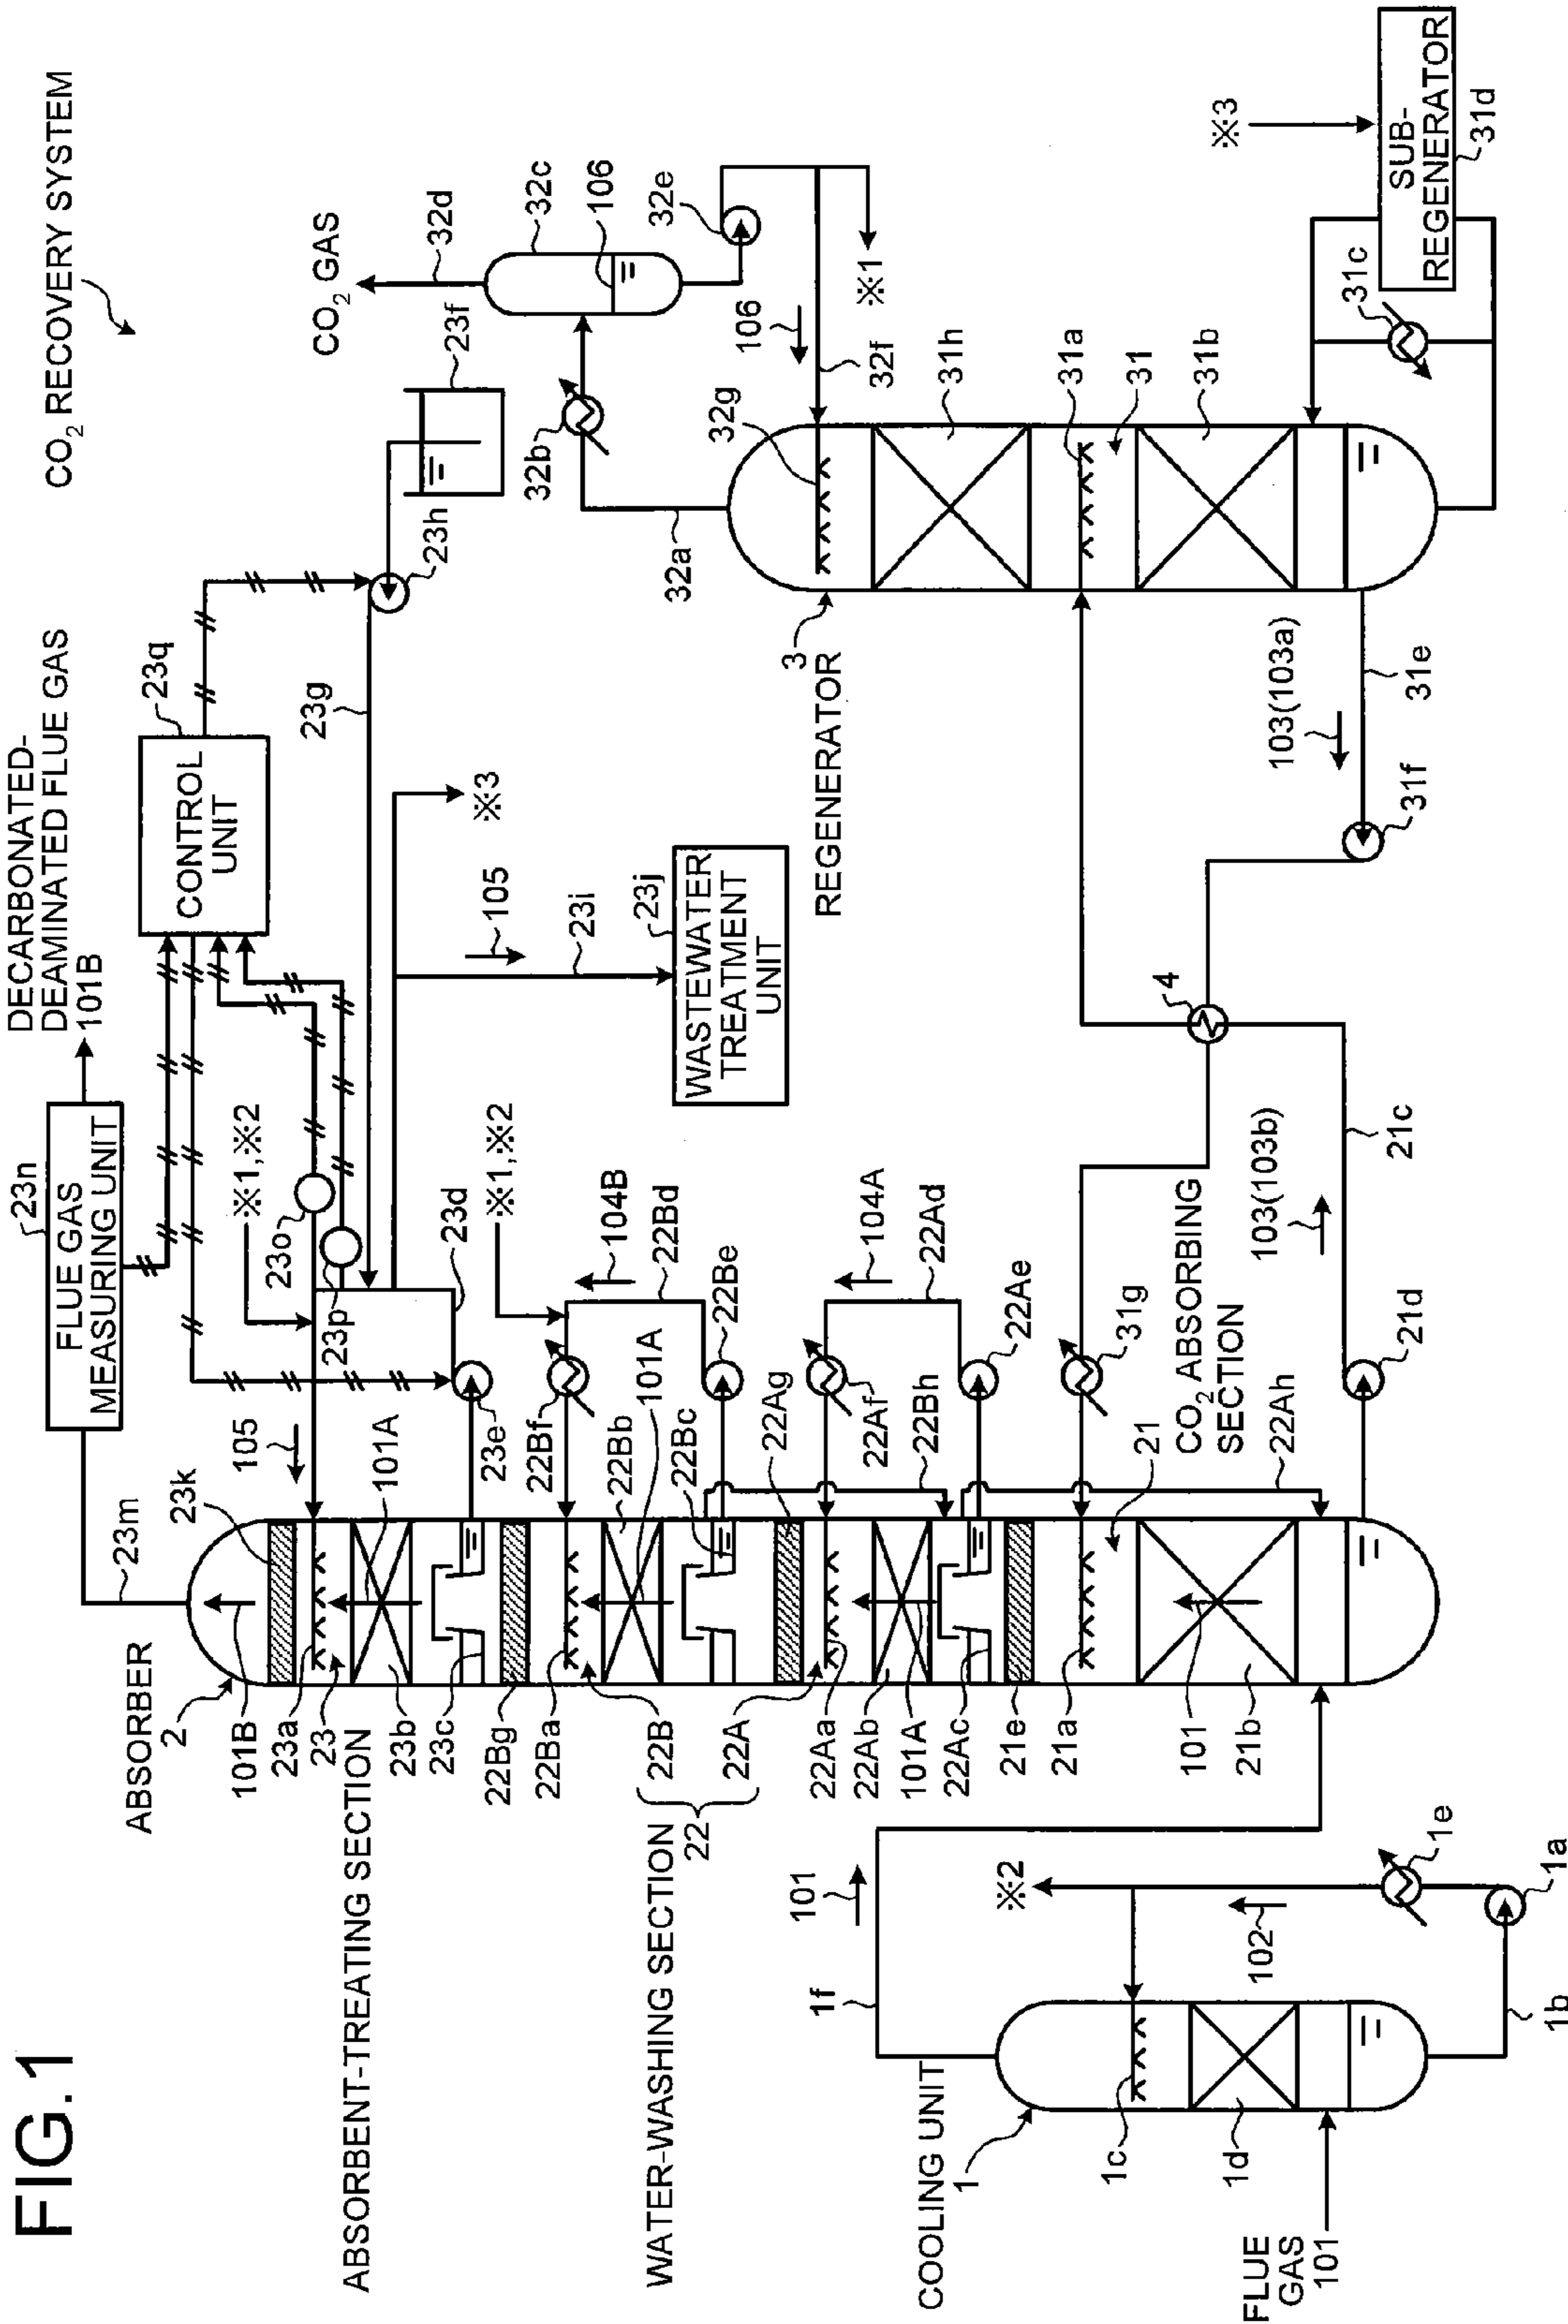 FIG.1
CO2 RECOVERY SYSTEM
DECARBONATED-
DEAMINATED FLUE GAS
101B
23n
FLUE GAS
MEASURING UNIT
23q
CONTROL
UNIT
23m
ABSORBER
2
23k
105
※1,※2
23o
23p
23g
23h
23f
CO2 GAS
32d
32c
106
32e
※1
32b
32a
106
32f
32g
101B
23a
23
ABSORBENT-TREATING SECTION
23b
23c
101A
23e
23d
※3
105
23i
23j
WASTEWATER
TREATMENT
UNIT
22Bg
22Ba
22B
22A
22
WATER-WASHING SECTION
22Bf
22Bb
101A
22Bc
22Ag
※1,※2
104B
22Bd
22Be
22Aa
22Ab
101A
22Ac
21e
22Af
22Bh
104A
22Ad
22Ae
3
REGENERATOR
31h
31a
31
31b
※3
SUB-
REGENERATOR
31d
31c
21a
101
21b
31g
21
CO2 ABSORBING
SECTION
22Ah
4
103(103b)
21c
21d
103(103a)
31e
31f
COOLING UNIT
1
1f
101
※2
102
1e
1a
1b
1c
1d
FLUE
GAS
101